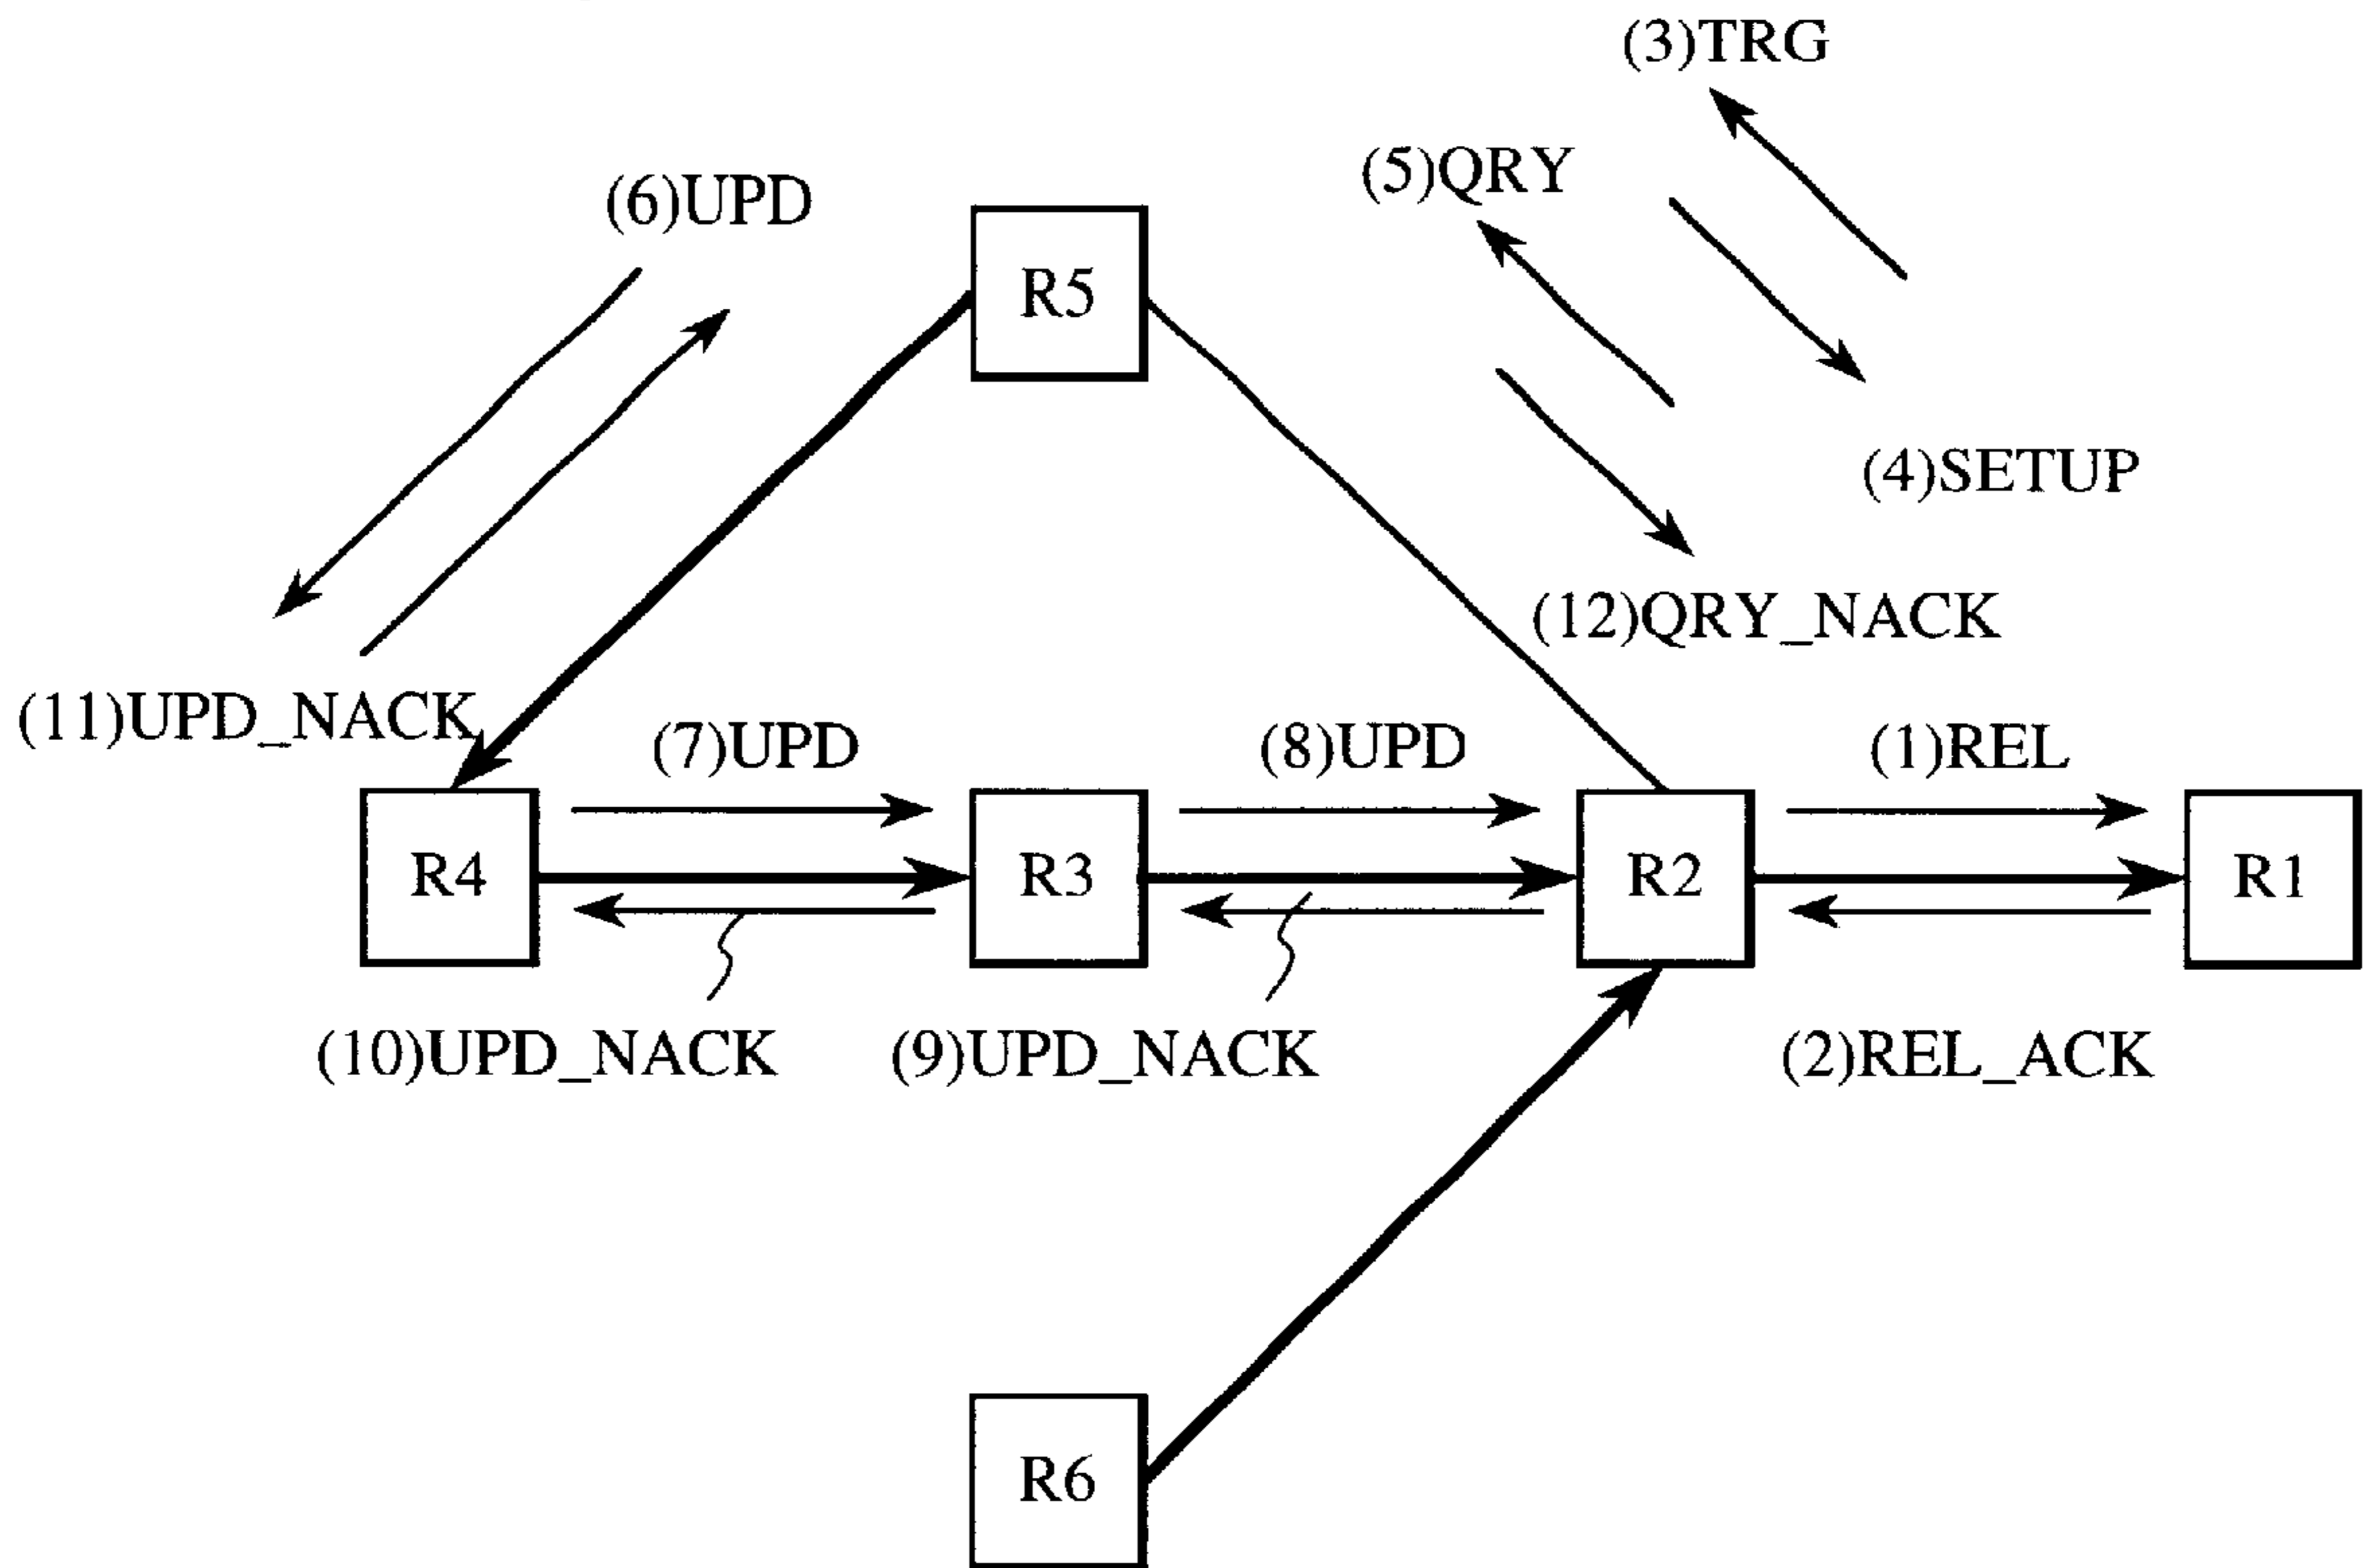 (3)TRG
(5)QRY
(6)UPD
R5
(4)SETUP
(12)QRY_NACK
(11)UPD_NACK
(7)UPD
(8)UPD
(1)REL
R4
R3
R2
R1
(10)UPD_NACK
(9)UPD_NACK
(2)REL_ACK
R6